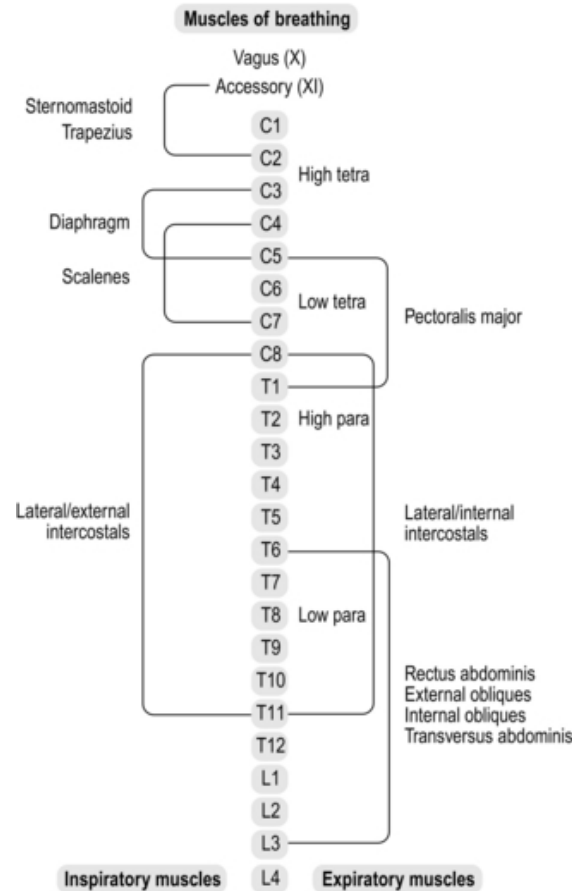 Muscles of breathing
Vagus (X)
Accessory (XI)
Sternomastoid
Trapezius
C1
C2
High tetra
C3
Diaphragm
C4
C5
Scalenes
C6
Low tetra
C7
Pectoralis major
C8
T1
T2
High para
T3
T4
Lateral/external
intercostals
T5
Lateral/internal
intercostals
T6
T7
T8
Low para
T9
T10
Rectus abdominis
External obliques
Internal obliques
Transversus abdominis
T11
T12
L1
L2
L3
Inspiratory muscles
L4
Expiratory muscles